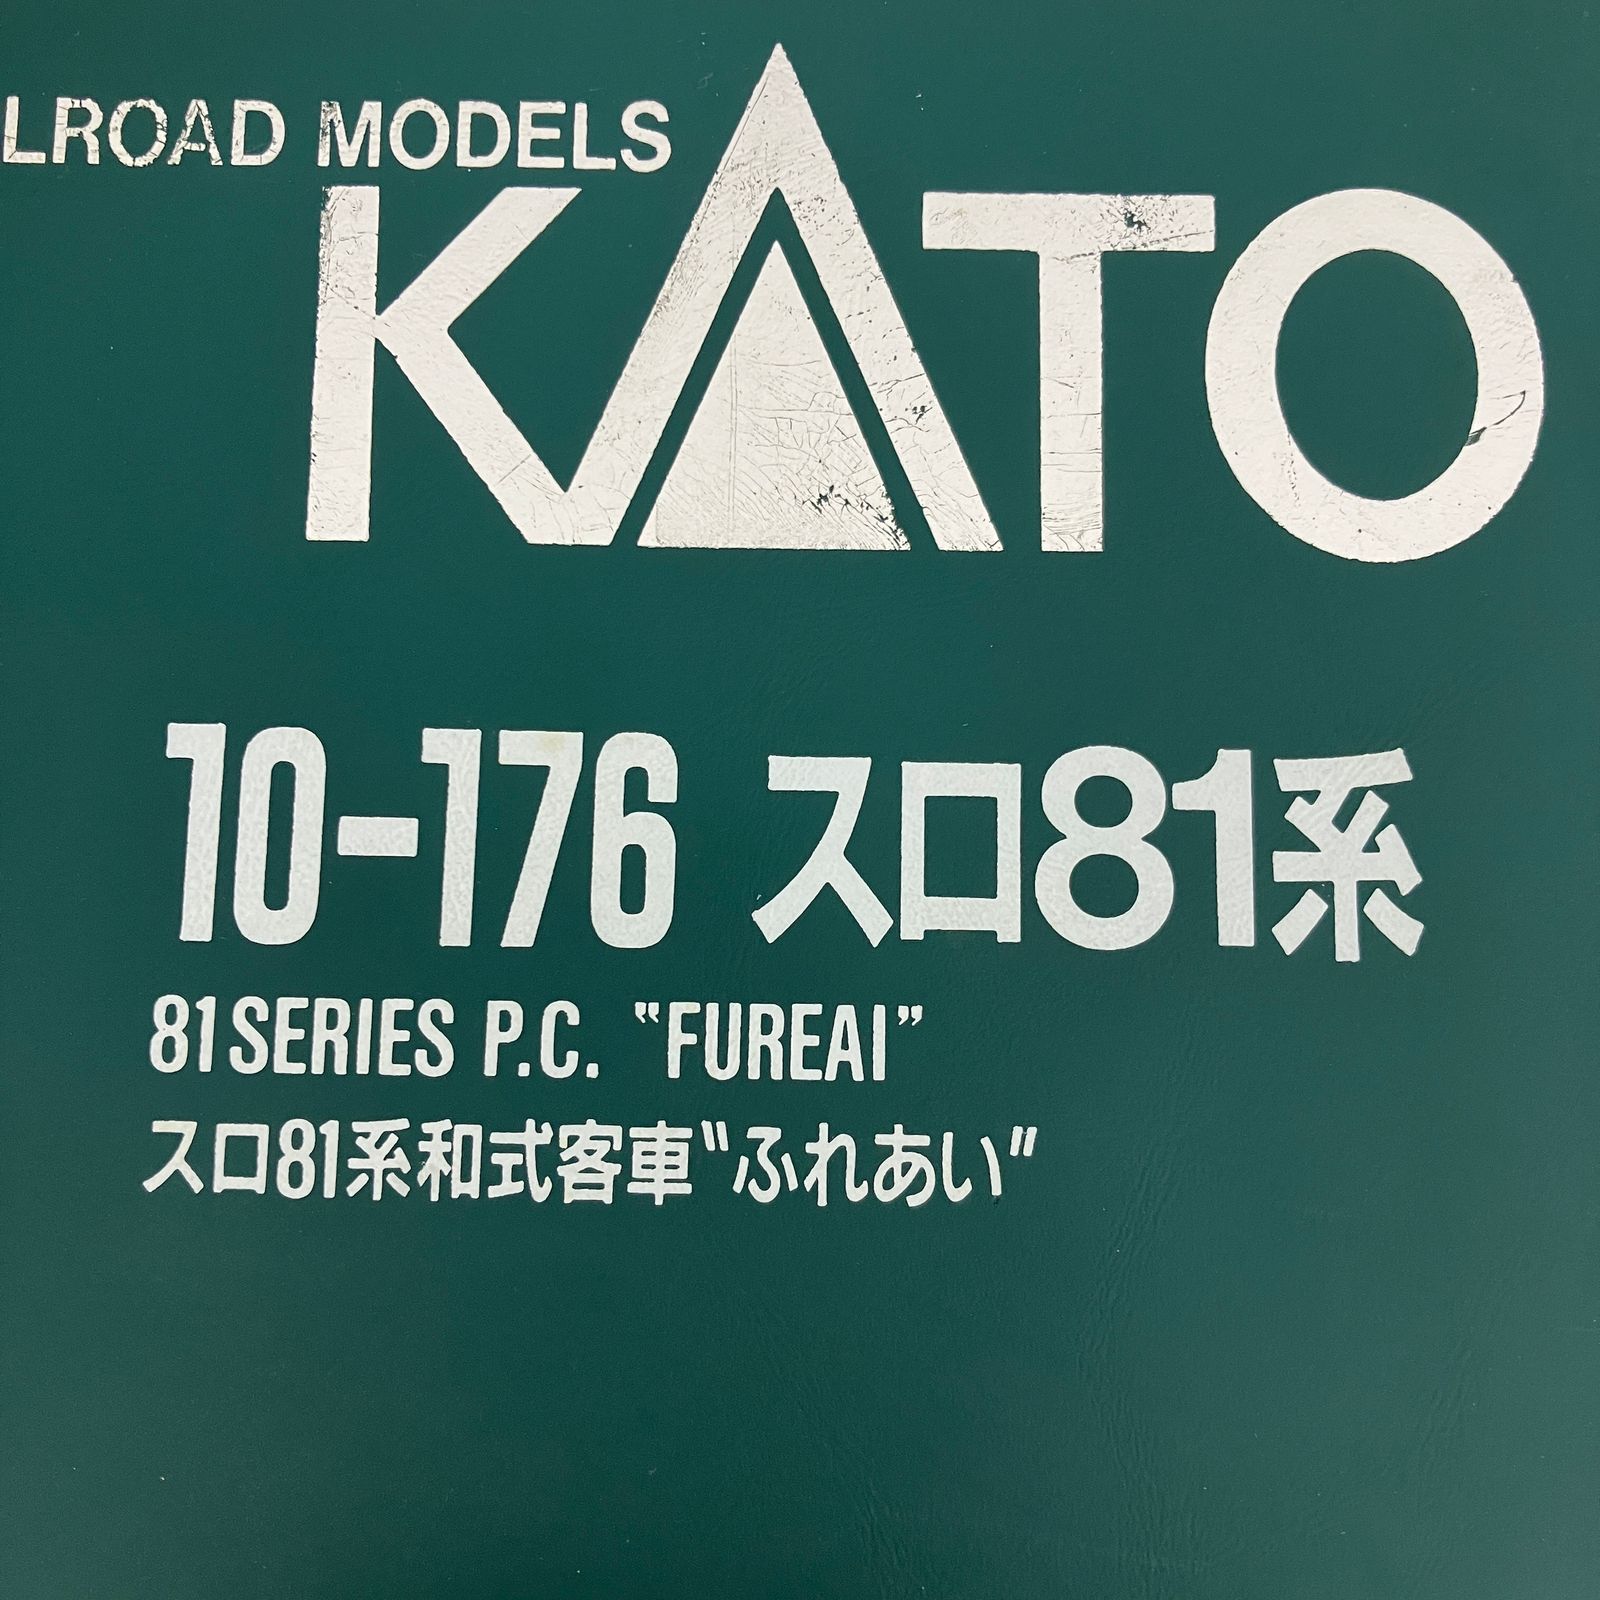 LROAD MODELS
KATO
10-176 スロ81系
81SERIES P.C. "FUREAI"
スロ81系和式客車"ふれあい"